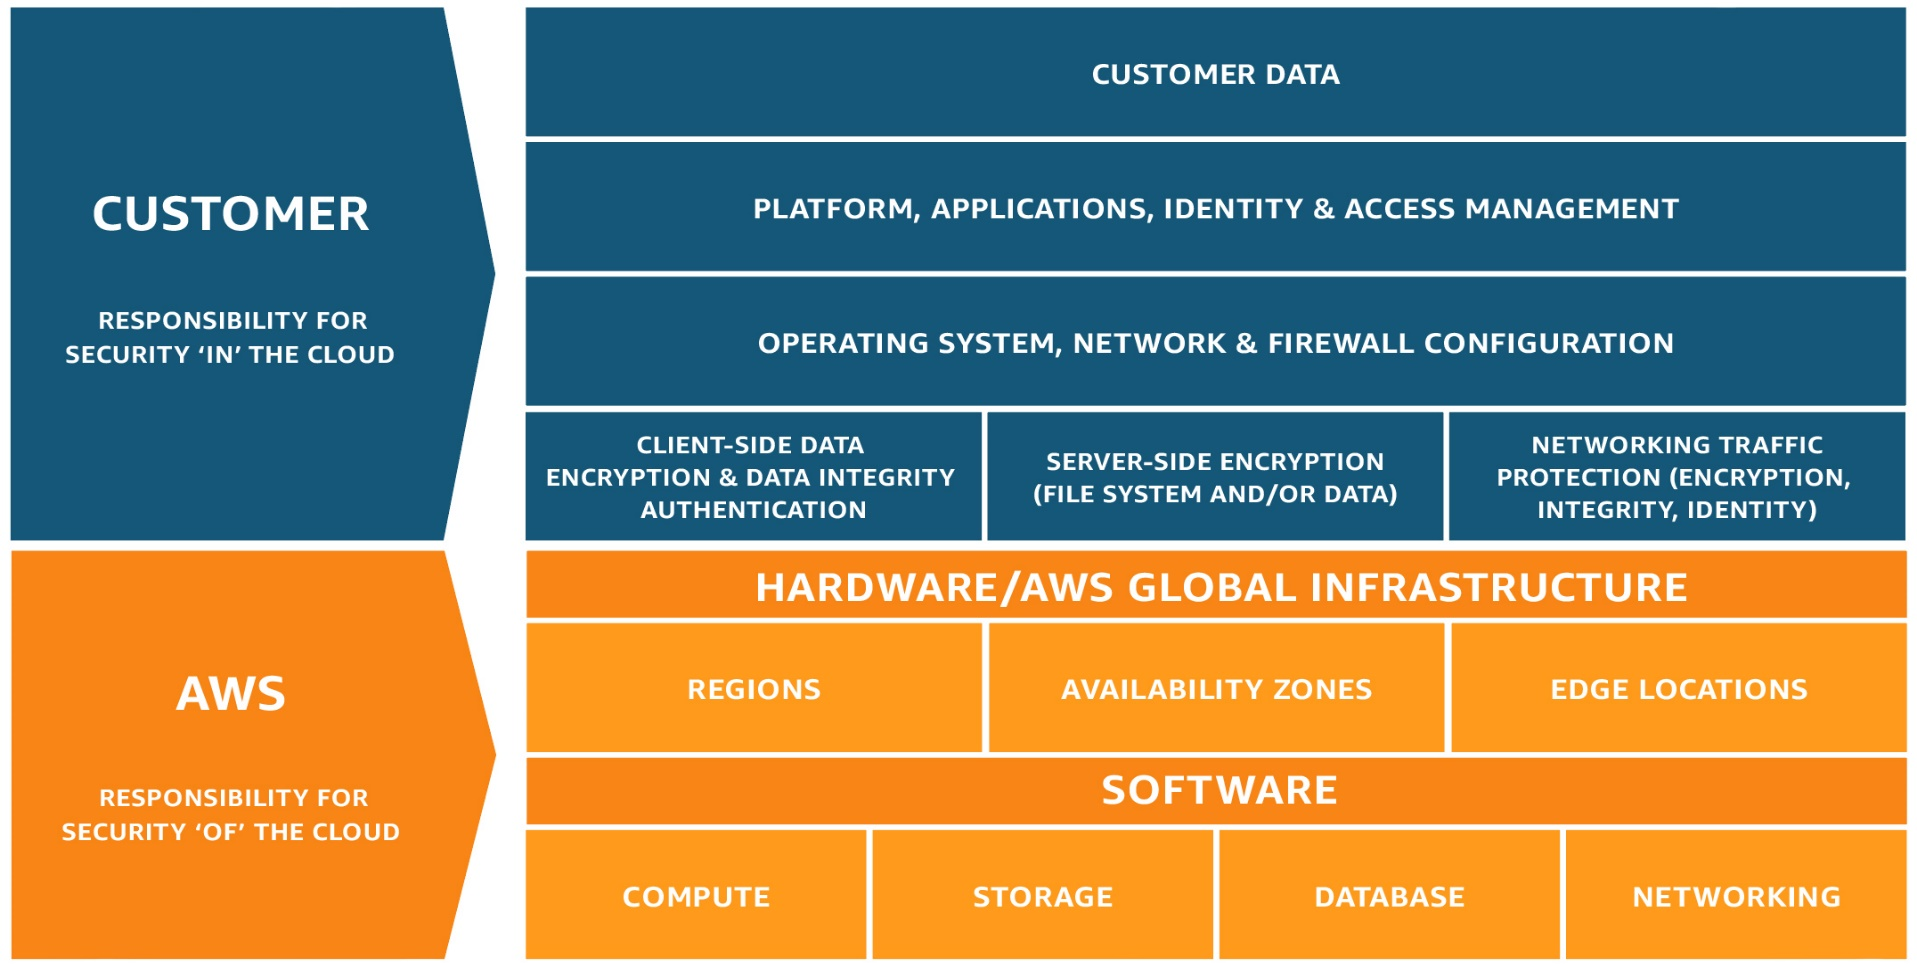 CUSTOMER
RESPONSIBILITY FOR
SECURITY ‘IN’ THE CLOUD
CUSTOMER DATA
PLATFORM, APPLICATIONS, IDENTITY & ACCESS MANAGEMENT
OPERATING SYSTEM, NETWORK & FIREWALL CONFIGURATION
CLIENT-SIDE DATA
ENCRYPTION & DATA INTEGRITY
AUTHENTICATION
SERVER-SIDE ENCRYPTION
(FILE SYSTEM AND/OR DATA)
NETWORKING TRAFFIC
PROTECTION (ENCRYPTION,
INTEGRITY, IDENTITY)
AWS
RESPONSIBILITY FOR
SECURITY ‘OF’ THE CLOUD
HARDWARE/AWS GLOBAL INFRASTRUCTURE
REGIONS
AVAILABILITY ZONES
EDGE LOCATIONS
SOFTWARE
COMPUTE
STORAGE
DATABASE
NETWORKING